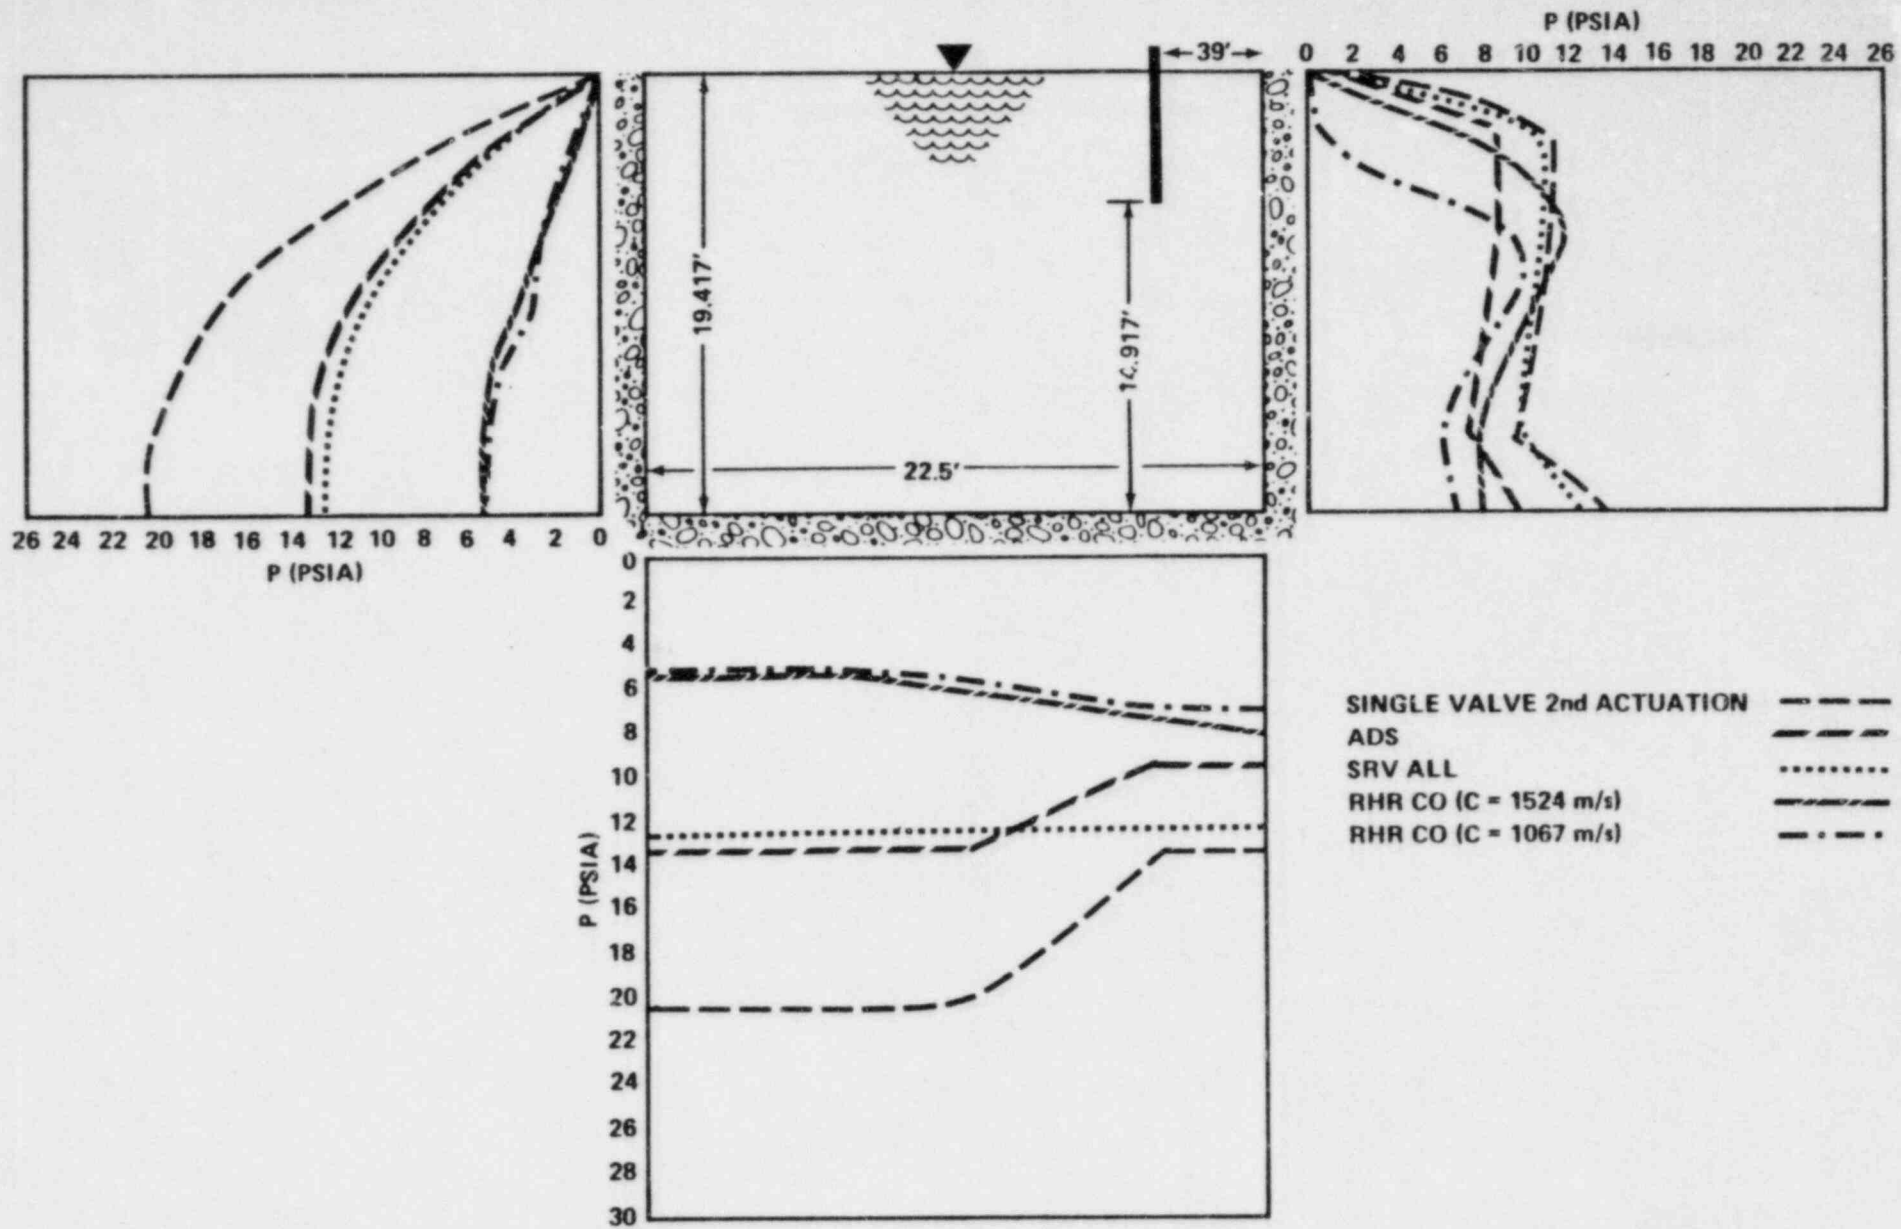 P (PSIA)
0 2 4 6 8 10 12 14 16 18 20 22 24 26
39'
19.417'
14.917'
22.5'
26 24 22 20 18 16 14 12 10 8 6 4 2 0
P (PSIA)
0
2
4
6
8
10
12
14
16
18
20
22
24
26
28
30
P (PSIA)
SINGLE VALVE 2nd ACTUATION
ADS
SRV ALL
RHR CO (C = 1524 m/s)
RHR CO (C = 1067 m/s)